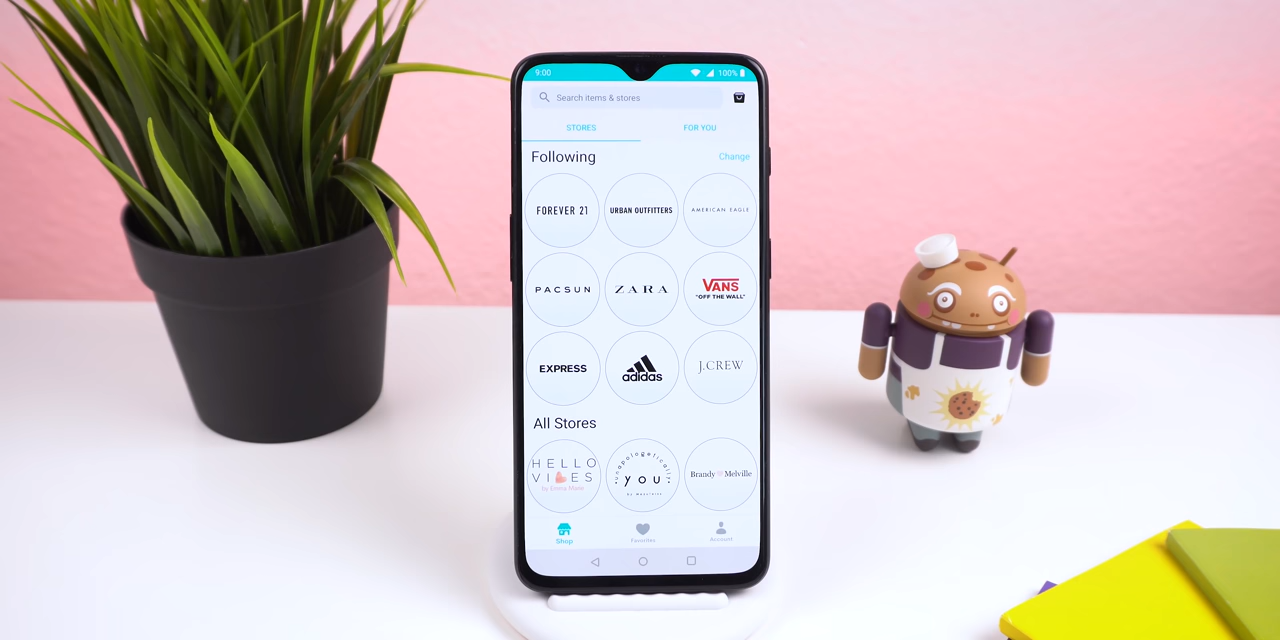 9:00 100%
Search items & stores
STORES FOR YOU
Following Change
FOREVER 21
URBAN OUTFITTERS
AMERICAN EAGLE
PACSUN
ZARA
VANS
"OFF THE WALL"
EXPRESS
adidas
J.CREW
All Stores
HELLO
VIBES
by Emma Marie
unapologetically
you
Brandy Melville
Shop Favorites Account